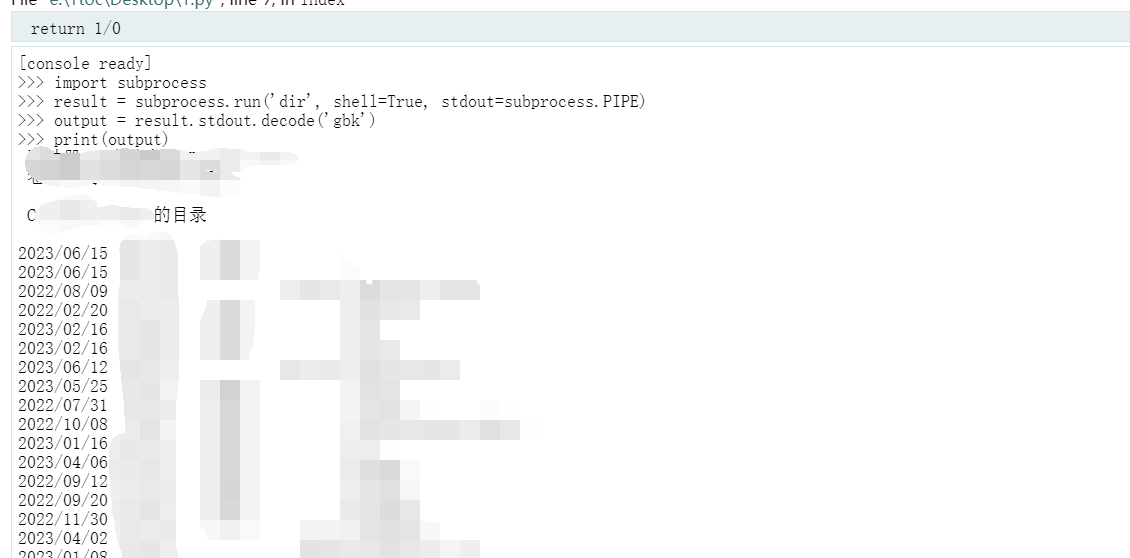 File "e:\Tloc\Desktop\1.py", line 7, in index
return 1/0
[console ready]
>>> import subprocess
>>> result = subprocess.run('dir', shell=True, stdout=subprocess.PIPE)
>>> output = result.stdout.decode('gbk')
>>> print(output)
C 的目录
2023/06/15
2023/06/15
2022/08/09
2022/02/20
2023/02/16
2023/02/16
2023/06/12
2023/05/25
2022/07/31
2022/10/08
2023/01/16
2023/04/06
2022/09/12
2022/09/20
2022/11/30
2023/04/02
2023/01/08